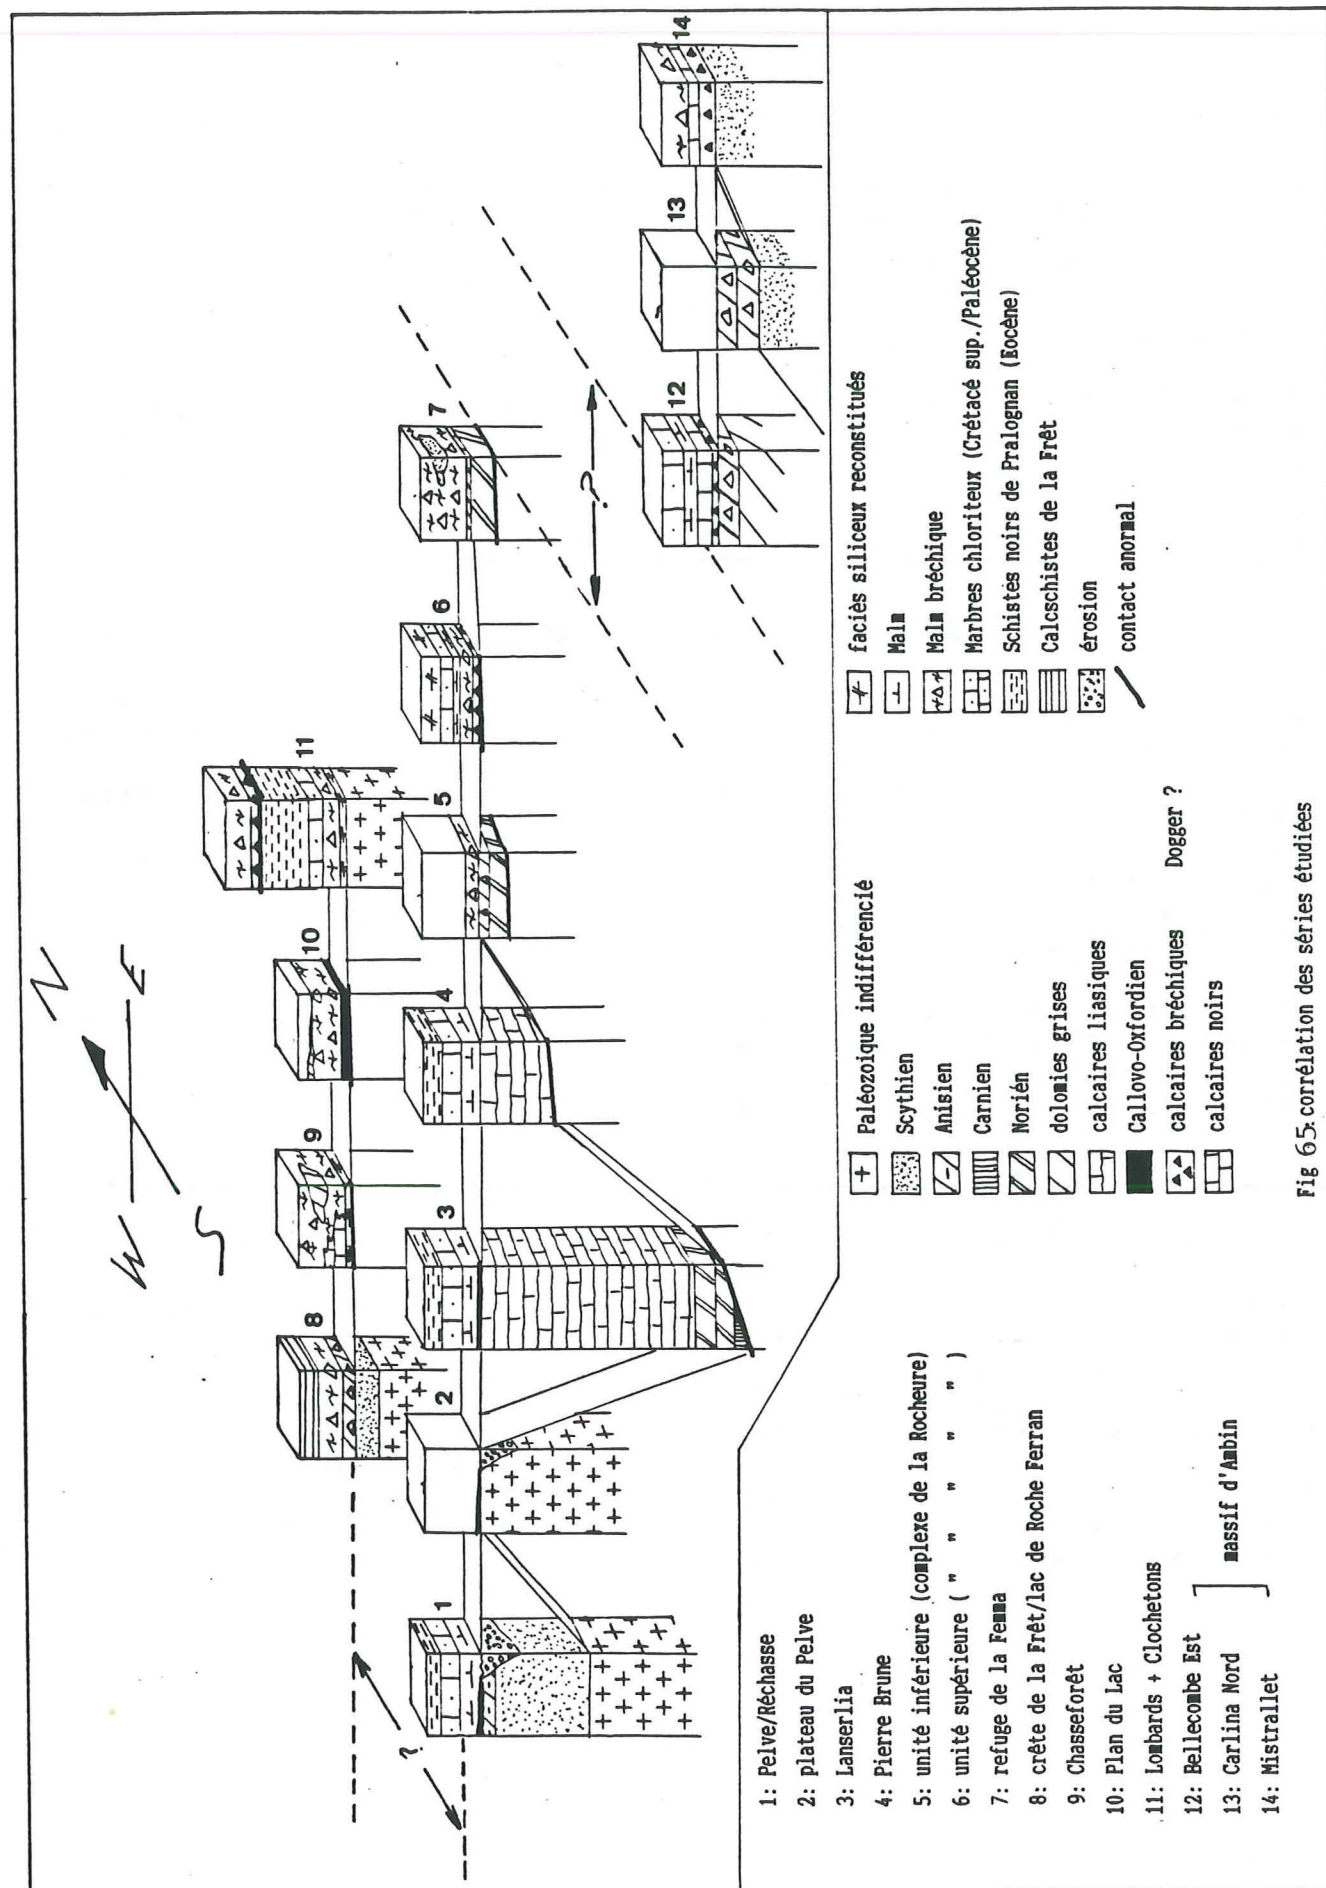 N
W
E
S
?
1
2
3
4
5
6
7
8
9
10
11
?
12
13
14
1: Pelve/Réchasse
2: plateau du Pelve
3: Lanserlia
4: Pierre Brune
5: unité inférieure (complexe de la Rocheure)
6: unité supérieure ( " " " " " )
7: refuge de la Femma
8: crête de la Frêt/lac de Roche Ferran
9: Chasseforêt
10: Plan du Lac
11: Lombards + Clochetons
12: Bellecombe Est
13: Carlina Nord
14: Mistrallet
massif d'Ambin
Paléozoique indifférencié
Scythien
Anisien
Carnien
Norién
dolomies grises
calcaires liasiques
Callovo-Oxfordien
calcaires bréchiques Dogger ?
calcaires noirs
faciès siliceux reconstitués
Malm
Malm bréchique
Marbres chloriteux (Crétacé sup./Paléocène)
Schistes noirs de Pralognan (Eocène)
Calcschistes de la Frêt
érosion
contact anormal
Fig 65: corrélation des séries étudiées